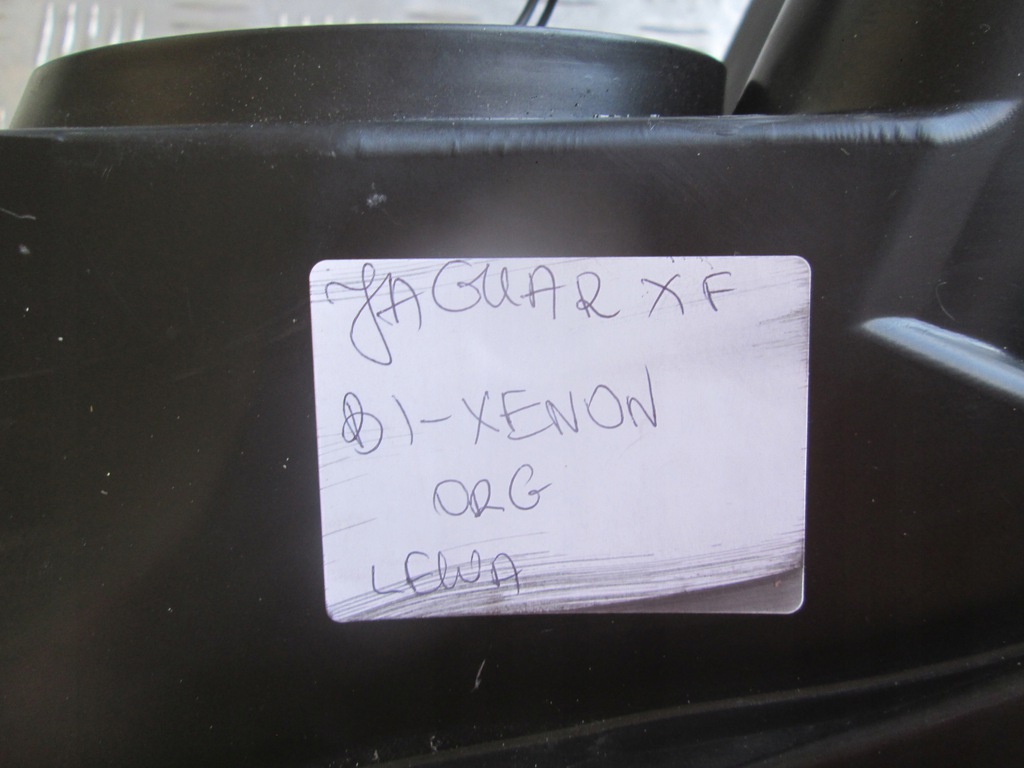 JAGUAR XF
BI-XENON
ORG
LEWA